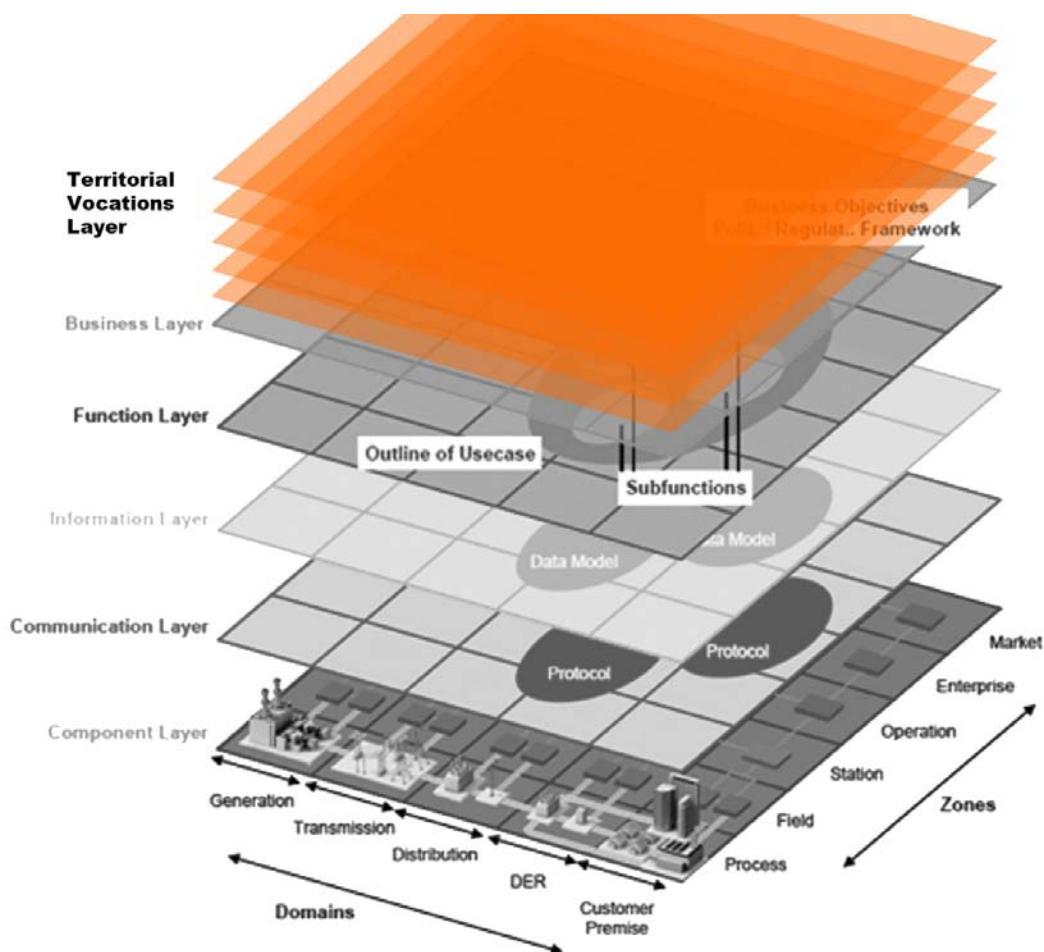 Territorial
Vocations
Layer
Business Objectives
Framework
Business Layer
Function Layer
Outline of Usecase
Subfunctions
Information Layer
Data Model
Model
Communication Layer
Protocol
Protocol
Component Layer
Market
Enterprise
Operation
Station
Field
Process
Zones
Generation
Transmission
Distribution
DER
Customer
Premise
Domains